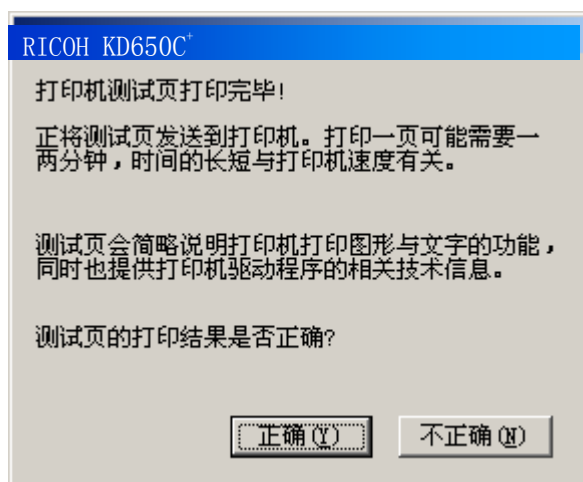 RICOH KD650C+
打印机测试页打印完毕!
正将测试页发送到打印机。打印一页可能需要一
两分钟,时间的长短与打印机速度有关。
测试页会简略说明打印机打印图形与文字的功能,
同时也提供打印机驱动程序的相关技术信息。
测试页的打印结果是否正确?
正确(Y)
不正确(N)